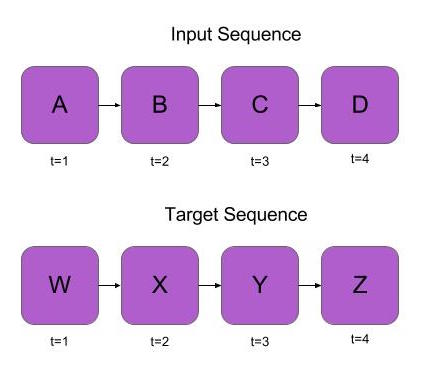 Input Sequence
A B C D
t=1 t=2 t=3 t=4
Target Sequence
W X Y Z
t=1 t=2 t=3 t=4